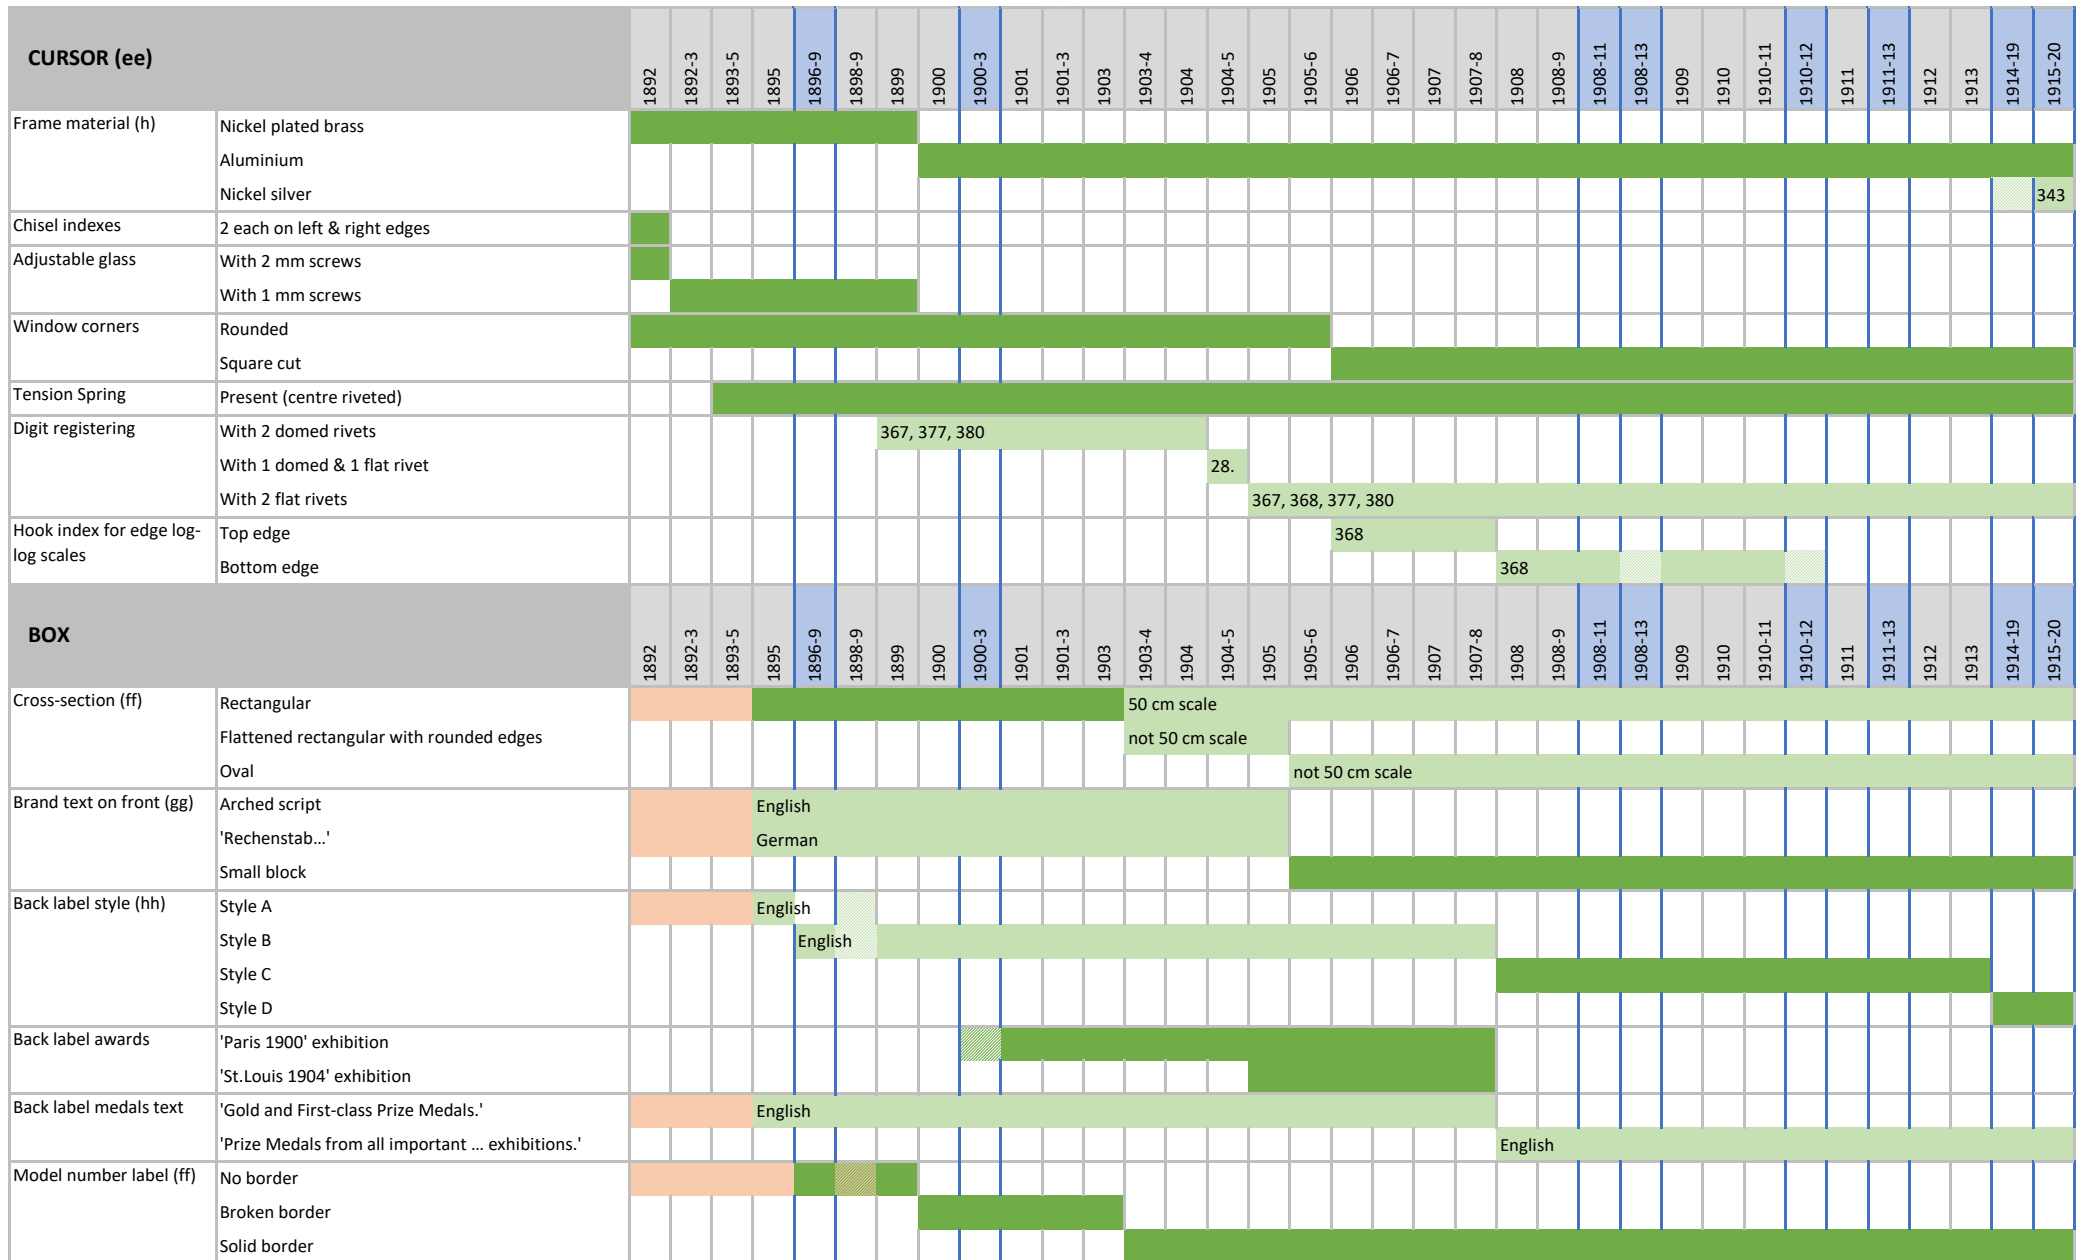 CURSOR (ee) 1892 1892-3 1893-5 1895 1896-9 1898-9 1899 1900 1900-3 1901 1901-3 1903 1903-4 1904 1904-5 1905 1905-6 1906 1906-7 1907 1907-8 1908 1908-9 1908-11 1908-13 1909 1910 1910-11 1910-12 1911 1911-13 1912 1913 1914-19 1915-20
Frame material (h) Nickel plated brass
Aluminium
Nickel silver 343
Chisel indexes 2 each on left & right edges
Adjustable glass With 2 mm screws
With 1 mm screws
Window corners Rounded
Square cut
Tension Spring Present (centre riveted)
Digit registering With 2 domed rivets 367, 377, 380
With 1 domed & 1 flat rivet 28.
With 2 flat rivets 367, 368, 377, 380
Hook index for edge log-
log scales
Top edge 368
Bottom edge 368
BOX 1892 1892-3 1893-5 1895 1896-9 1898-9 1899 1900 1900-3 1901 1901-3 1903 1903-4 1904 1904-5 1905 1905-6 1906 1906-7 1907 1907-8 1908 1908-9 1908-11 1908-13 1909 1910 1910-11 1910-12 1911 1911-13 1912 1913 1914-19 1915-20
Cross-section (ff) Rectangular 50 cm scale
Flattened rectangular with rounded edges not 50 cm scale
Oval not 50 cm scale
Brand text on front (gg) Arched script English
'Rechenstab…' German
Small block
Back label style (hh) Style A English
Style B English
Style C
Style D
Back label awards 'Paris 1900' exhibition
'St.Louis 1904' exhibition
Back label medals text 'Gold and First-class Prize Medals.' English
'Prize Medals from all important … exhibitions.' English
Model number label (ff) No border
Broken border
Solid border